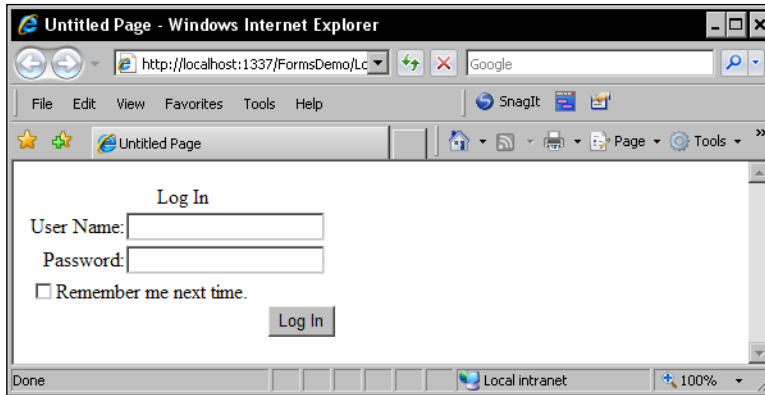 Untitled Page - Windows Internet Explorer
http://localhost:1337/FormsDemo/Lo
Google
File Edit View Favorites Tools Help
SnagIt
Untitled Page
Page Tools »
Log In
User Name:
Password:
Remember me next time.
Log In
Done
Local intranet
100%